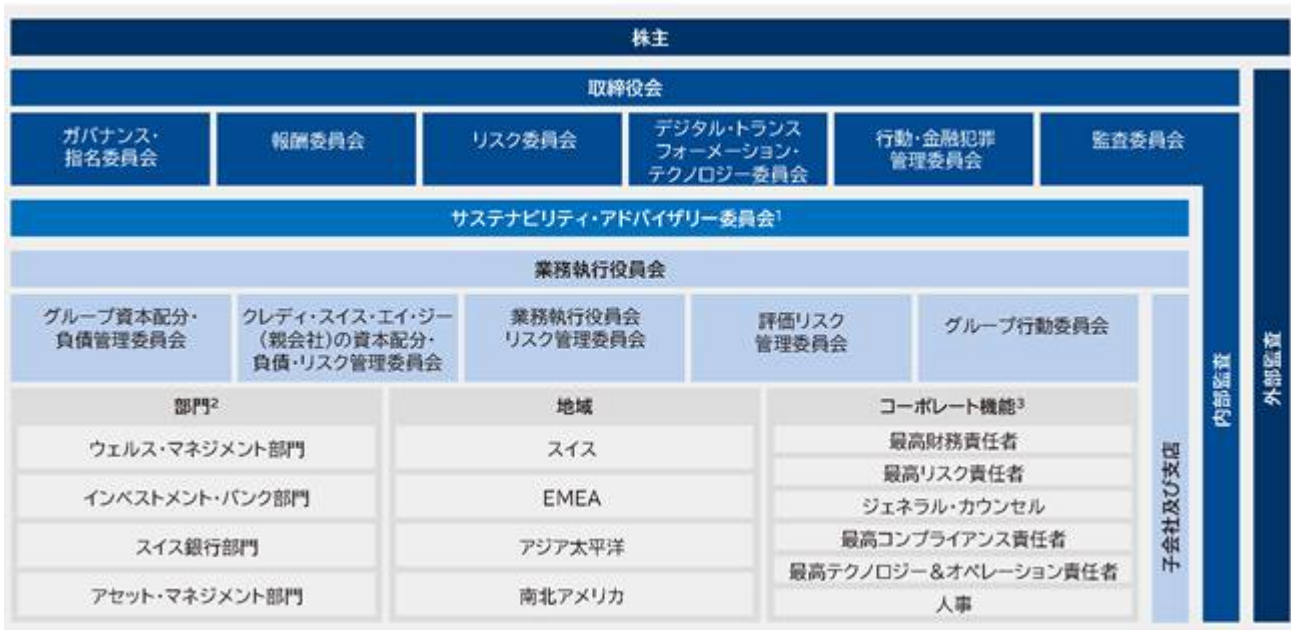 株主
取締役会
ガバナンス・
指名委員会
報酬委員会
リスク委員会
デジタル・トランス
フォーメーション・
テクノロジー委員会
行動・金融犯罪
管理委員会
監査委員会
サステナビリティ・アドバイザリー委員会1
業務執行役員会
グループ資本配分・
負債管理委員会
クレディ・スイス・エイ・ジー
(親会社)の資本配分・
負債・リスク管理委員会
業務執行役員会
リスク管理委員会
評価リスク
管理委員会
グループ行動委員会
部門2
ウェルス・マネジメント部門
インベストメント・バンク部門
スイス銀行部門
アセット・マネジメント部門
地域
スイス
EMEA
アジア太平洋
南北アメリカ
コーポレート機能3
最高財務責任者
最高リスク責任者
ジェネラル・カウンセル
最高コンプライアンス責任者
最高テクノロジー&オペレーション責任者
人事
子会社及び支店
内部監査
外部監査